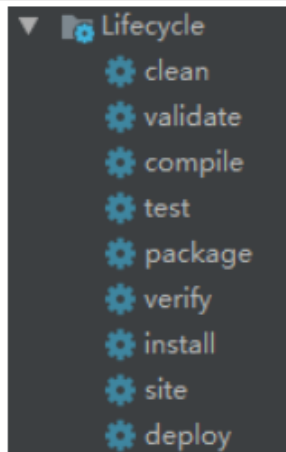 Lifecycle
clean
validate
compile
test
package
verify
install
site
deploy